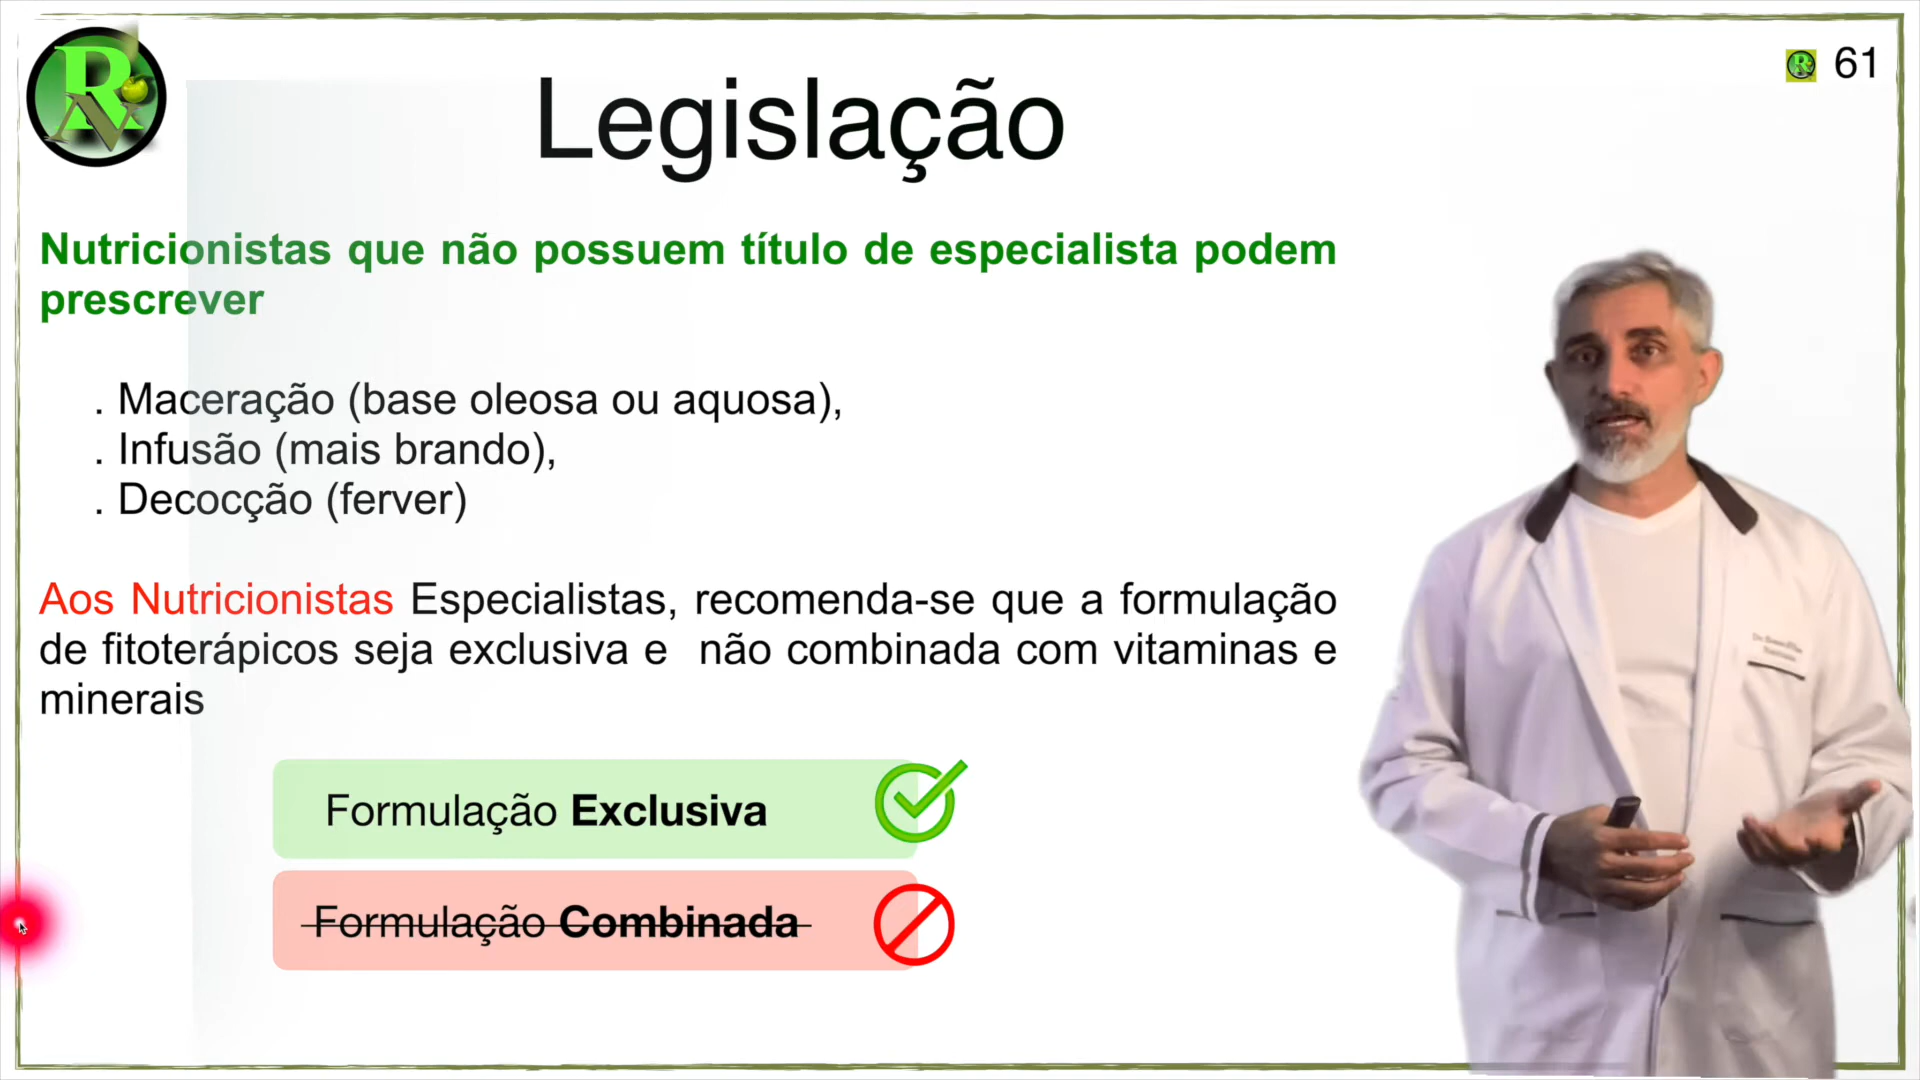 61
Legislação
Nutricionistas que não possuem título de especialista podem
prescrever
. Maceração (base oleosa ou aquosa),
. Infusão (mais brando),
. Decocção (ferver)
Aos Nutricionistas Especialistas, recomenda-se que a formulação
de fitoterápicos seja exclusiva e não combinada com vitaminas e
minerais
Formulação Exclusiva
Formulação Combinada